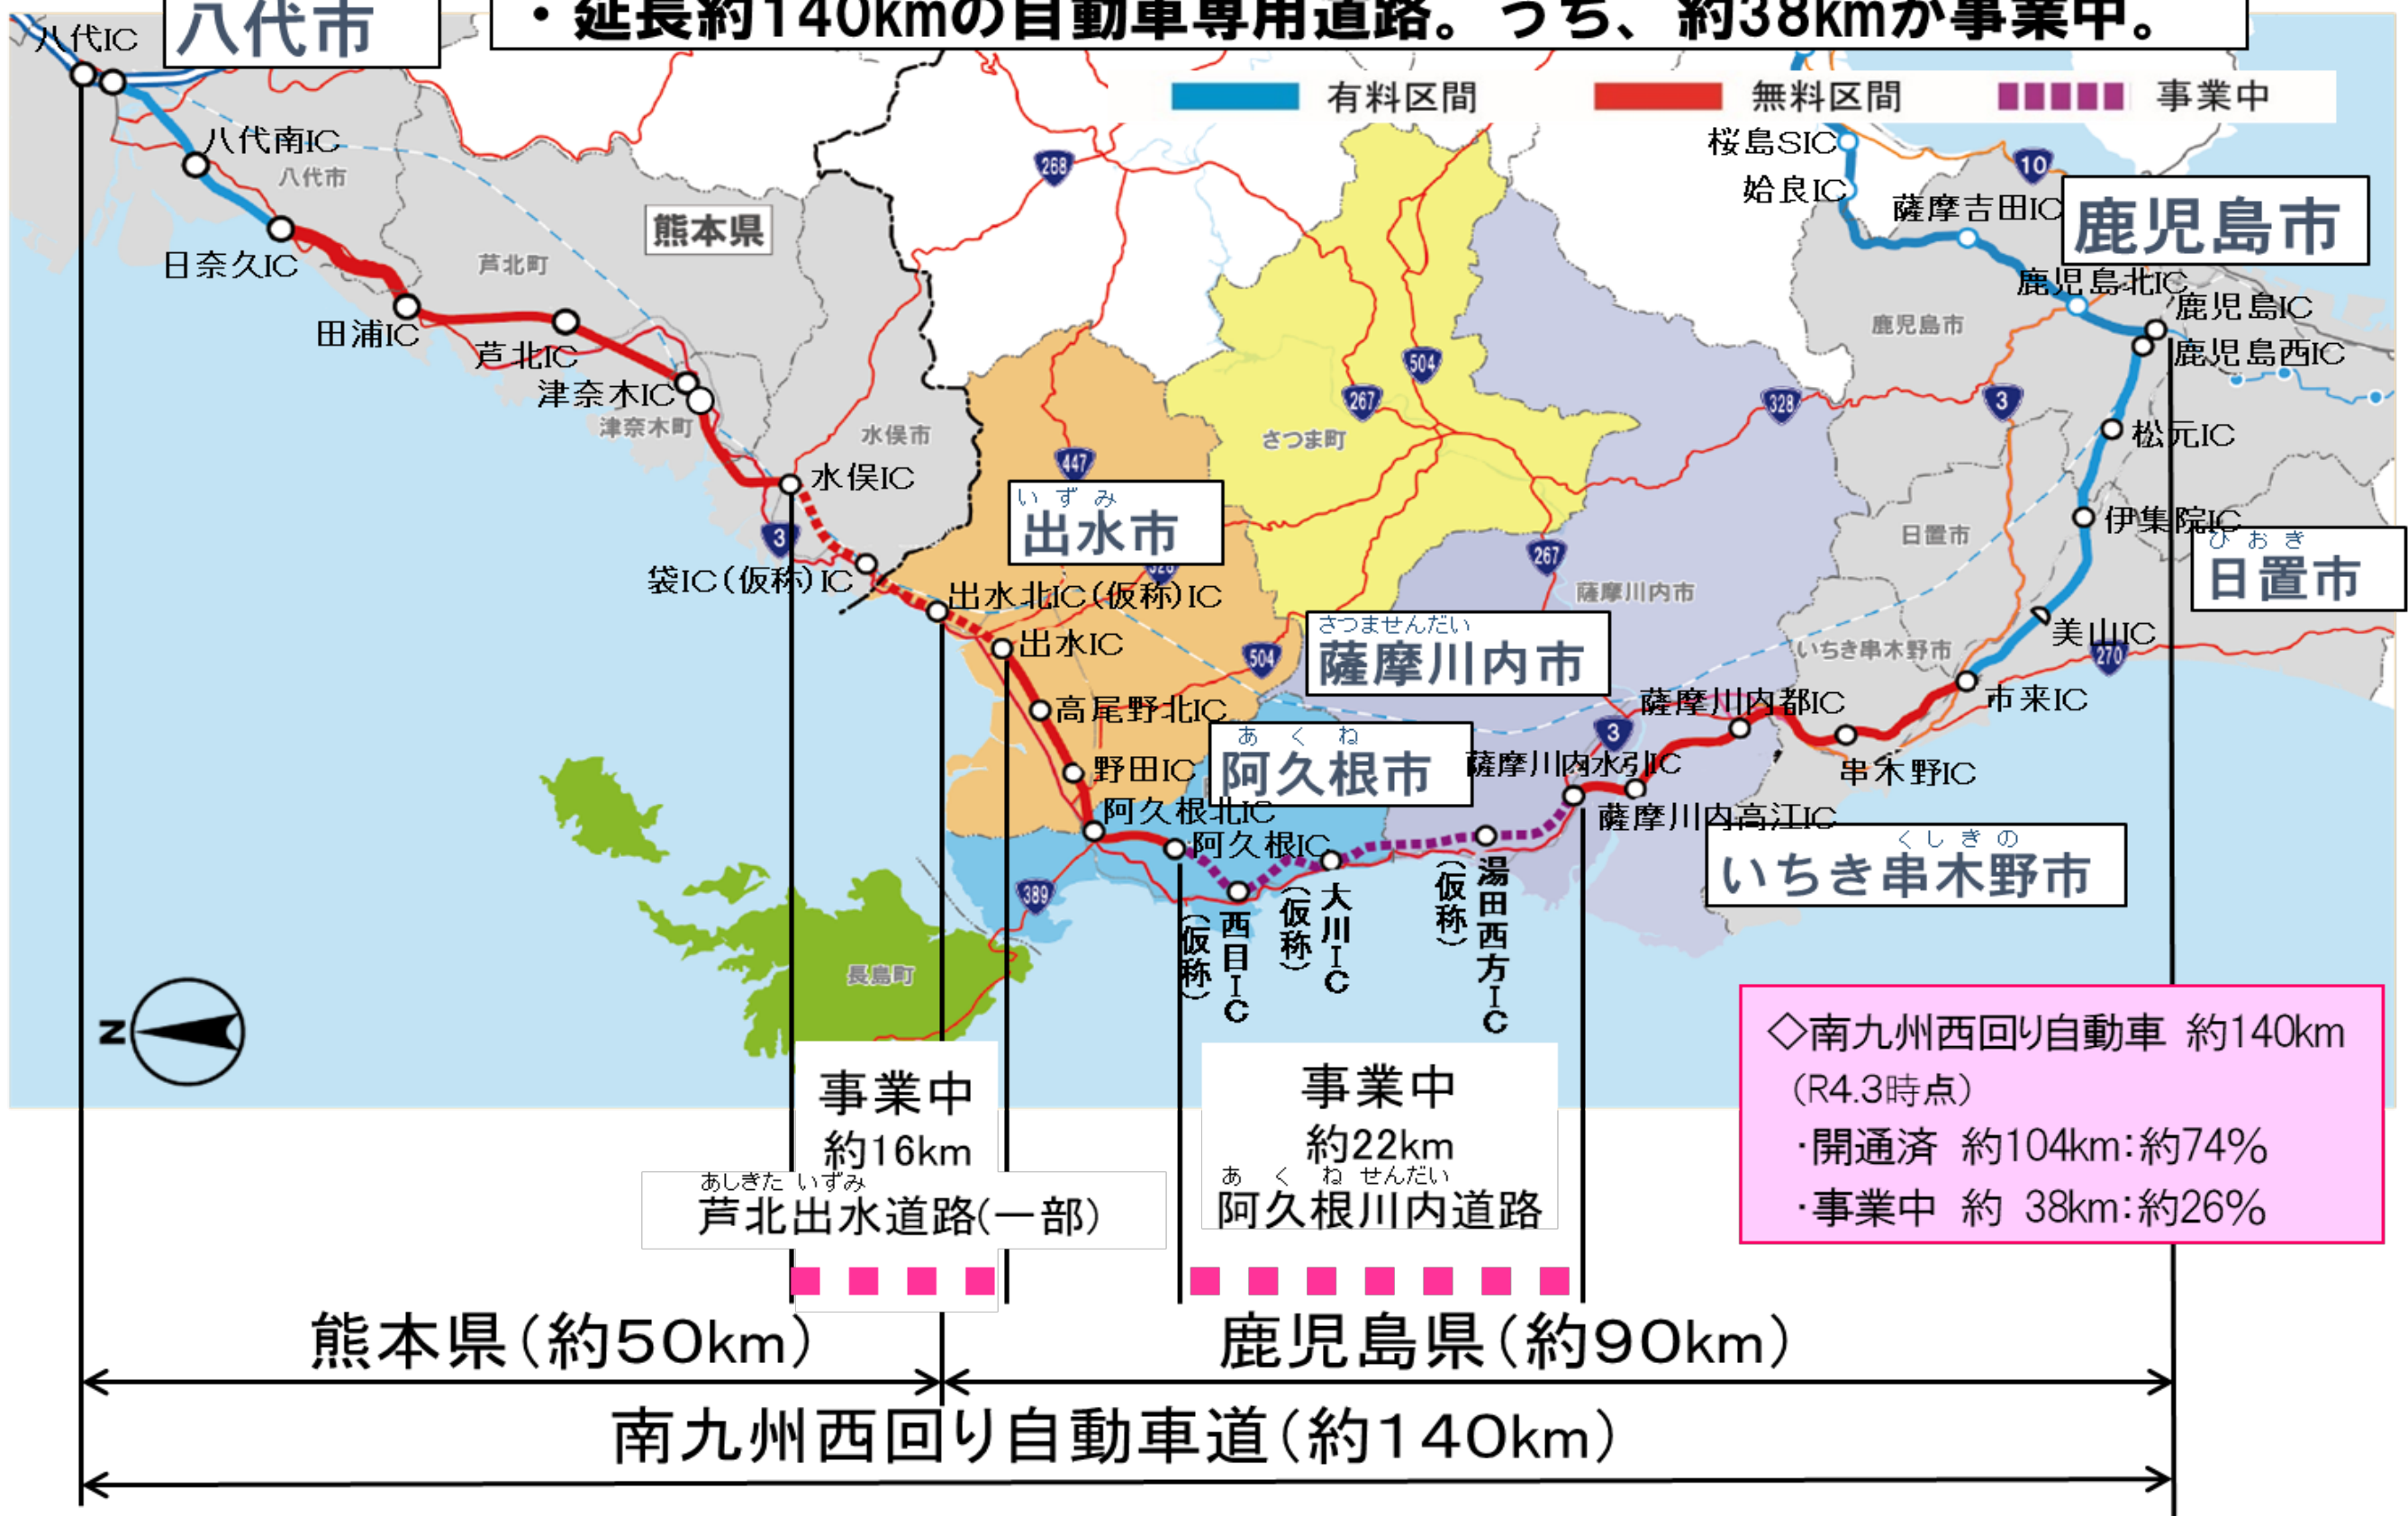 八代市
・延長約140kmの自動車専用道路。うち、約38kmが事業中。
有料区間
無料区間
事業中
八代IC
八代南IC
八代市
日奈久IC
田浦IC
芦北町
芦北IC
津奈木IC
津奈木町
熊本県
水俣市
水俣IC
3
袋IC(仮称)IC
268
447
いずみ
出水市
328
出水北IC(仮称)IC
出水IC
高尾野北IC
野田IC
阿久根北IC
阿久根IC
504
267
さつま町
504
267
328
薩摩川内市
さつませんだい
薩摩川内市
あくね
阿久根市
3
薩摩川内都IC
薩摩川内水引IC
薩摩川内高江IC
串木野IC
市来IC
いちき串木野市
くしきの
いちき串木野市
桜島SIC
姶良IC
薩摩吉田IC
10
鹿児島市
鹿児島北IC
鹿児島IC
鹿児島西IC
鹿児島市
3
松元IC
伊集院IC
日置市
ひおき
日置市
美山IC
270
389
長島町
西目IC
(仮称)
大川IC
(仮称)
湯田西方IC
(仮称)
N
◇南九州西回り自動車 約140km
(R4.3時点)
・開通済 約104km:約74%
・事業中 約 38km:約26%
事業中
約16km
あしきた いずみ
芦北出水道路(一部)
事業中
約22km
あくね せんだい
阿久根川内道路
熊本県(約50km)
鹿児島県(約90km)
南九州西回り自動車道(約140km)